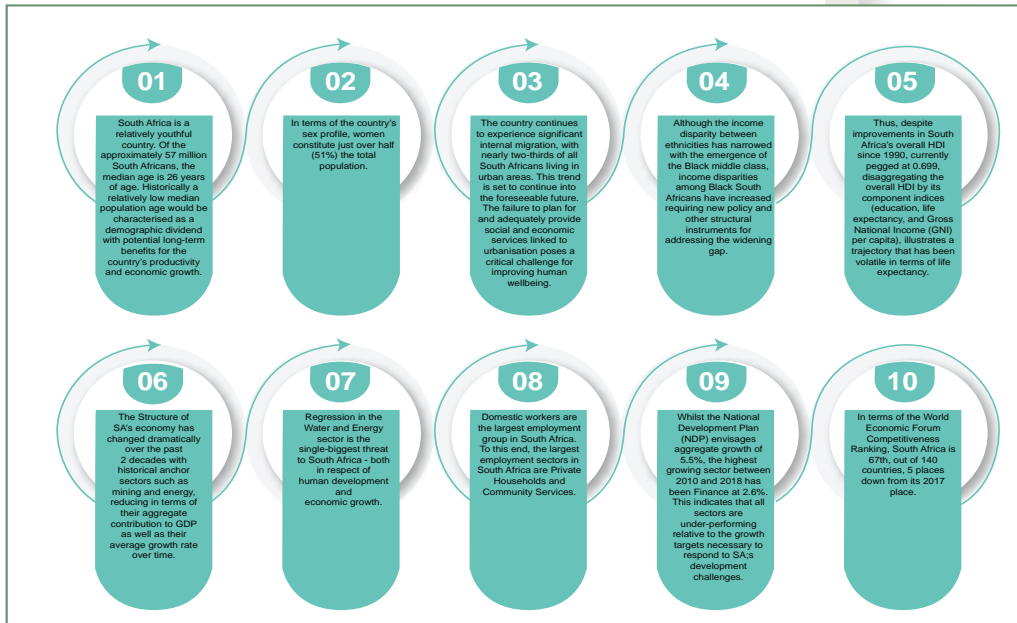 01
South Africa is a
relatively youthful
country. Of the
approximately 57 million
South Africans, the
median age is 26 years
of age. Historically a
relatively low median
population age would be
characterised as a
demographic dividend
with potential long-term
benefits for the
country's productivity
and economic growth.
02
In terms of the country's
sex profile, women
constitute just over half
(51%) the total
population.
03
The country continues
to experience significant
internal migration, with
nearly two-thirds of all
South Africans living in
urban areas. This trend
is set to continue into
the foreseeable future.
The failure to plan for
and adequately provide
social and economic
services linked to
urbanisation poses a
critical challenge for
improving human
wellbeing.
04
Although the income
disparity between
ethnicities has narrowed
with the emergence of
the Black middle class,
income disparities
among Black South
Africans have increased
requiring new policy and
other structural
instruments for
addressing the widening
gap.
05
Thus, despite
improvements in South
Africa's overall HDI
since 1990, currently
pegged at 0.699,
disaggregating the
overall HDI by its
component indices
(education, life
expectancy, and Gross
National Income (GNI)
per capita), illustrates a
trajectory that has been
volatile in terms of life
expectancy.
06
The Structure of
SA's economy has
changed dramatically
over the past
2 decades with
historical anchor
sectors such as
mining and energy,
reducing in terms of
their aggregate
contribution to GDP
as well as their
average growth rate
over time.
07
Regression in the
Water and Energy
sector is the
single-biggest threat
to South Africa - both
in respect of
human development
and
economic growth.
08
Domestic workers are
the largest employment
group in South Africa.
To this end, the largest
employment sectors in
South Africa are Private
Households and
Community Services.
09
Whilst the National
Development Plan
(NDP) envisages
aggregate growth of
5.5%, the highest
growing sector between
2010 and 2018 has
been Finance at 2.6%.
This indicates that all
sectors are
under-performing
relative to the growth
targets necessary to
respond to SA;s
development
challenges.
10
In terms of the World
Economic Forum
Competitiveness
Ranking, South Africa is
67th, out of 140
countries, 5 places
down from its 2017
place.